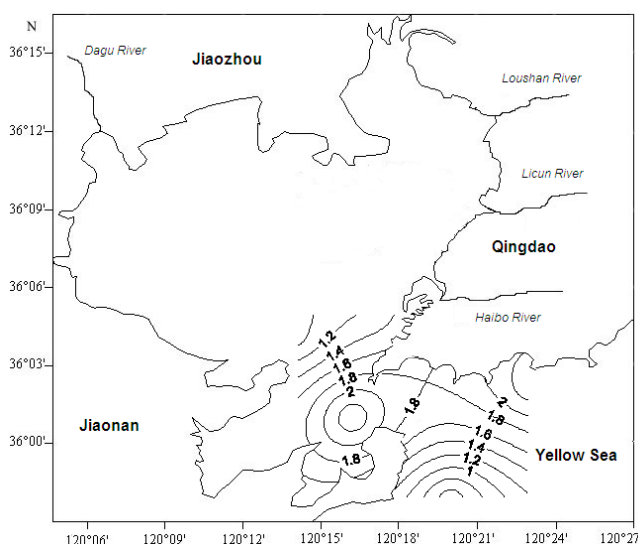 N
36°15'
Dagu River
Jiaozhou
Loushan River
36°12'
Licun River
36°09'
Qingdao
36°06'
Haibo River
1.2
1.4
36°03'
1.6
1.8
2
2
1.8
1.8
Jiaonan
36°00'
1.6
1.4
1.8
1.2
Yellow Sea
1
120°06' 120°09' 120°12' 120°15' 120°18' 120°21' 120°24' 120°27